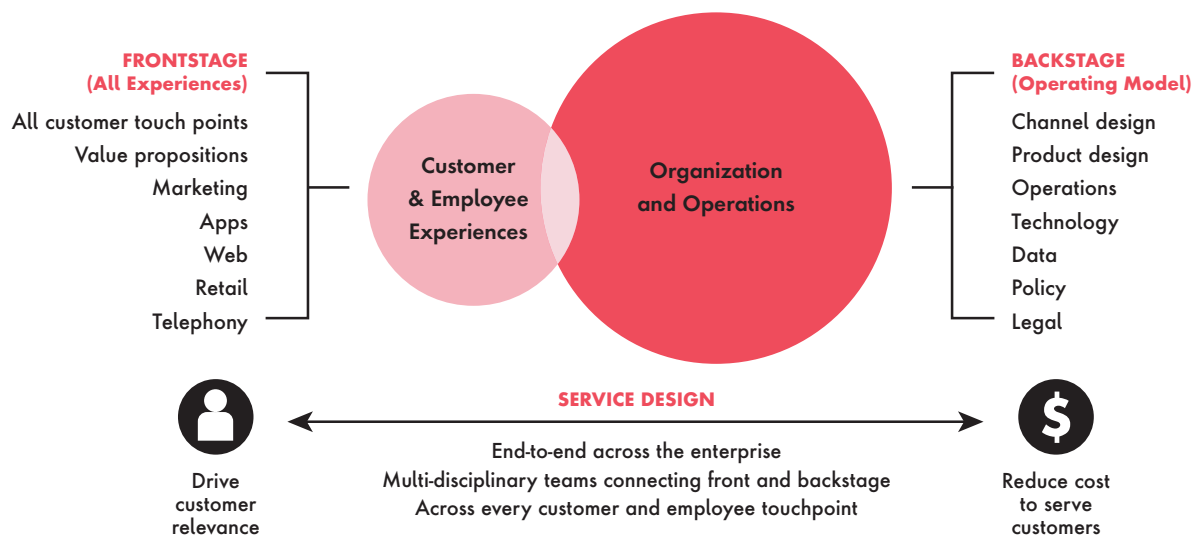 FRONTSTAGE
(All Experiences)
All customer touch points
Value propositions
Marketing
Apps
Web
Retail
Telephony
Customer
& Employee
Experiences
Organization
and Operations
BACKSTAGE
(Operating Model)
Channel design
Product design
Operations
Technology
Data
Policy
Legal
SERVICE DESIGN
End-to-end across the enterprise
Multi-disciplinary teams connecting front and backstage
Across every customer and employee touchpoint
Drive
customer
relevance
$
Reduce cost
to serve
customers